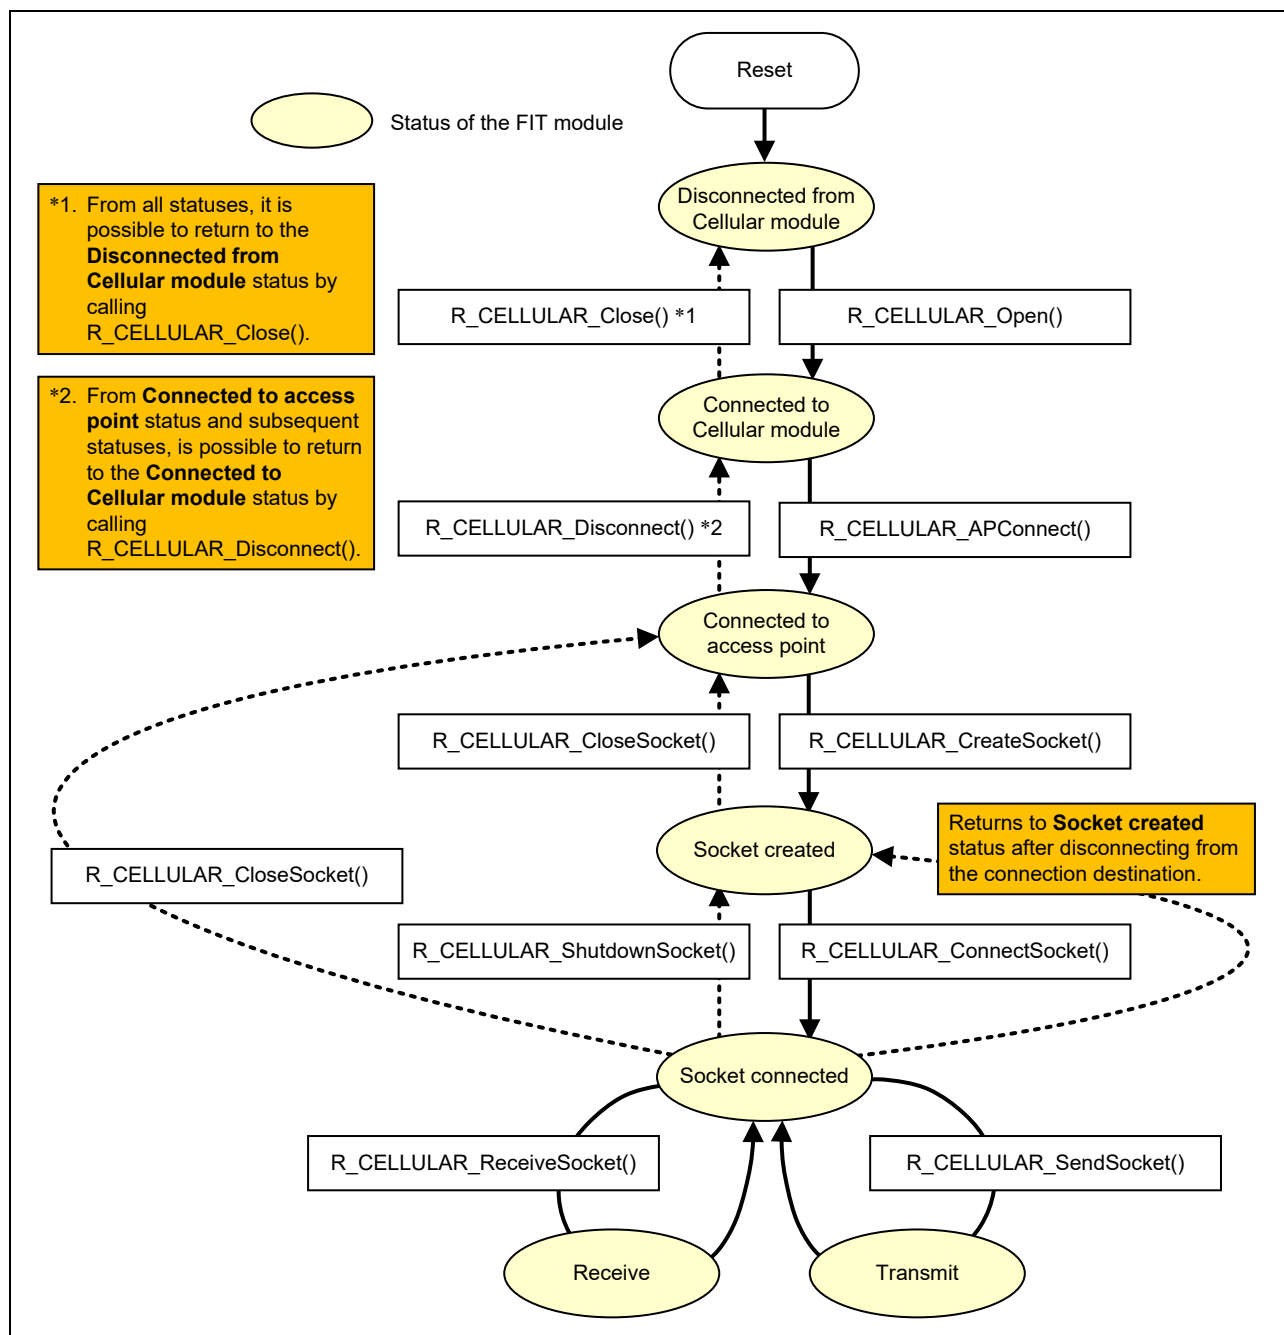 Reset
Status of the FIT module
Disconnected from
Cellular module
*1. From all statuses, it is
possible to return to the
Disconnected from
Cellular module status by
calling
R_CELLULAR_Close().
R_CELLULAR_Close() *1
R_CELLULAR_Open()
*2. From Connected to access
point status and subsequent
statuses, is possible to return
to the Connected to
Cellular module status by
calling
R_CELLULAR_Disconnect().
Connected to
Cellular module
R_CELLULAR_Disconnect() *2
R_CELLULAR_APConnect()
Connected to
access point
R_CELLULAR_CloseSocket()
R_CELLULAR_CreateSocket()
Socket created
Returns to Socket created
status after disconnecting from
the connection destination.
R_CELLULAR_CloseSocket()
R_CELLULAR_ShutdownSocket()
R_CELLULAR_ConnectSocket()
Socket connected
R_CELLULAR_ReceiveSocket()
R_CELLULAR_SendSocket()
Receive
Transmit